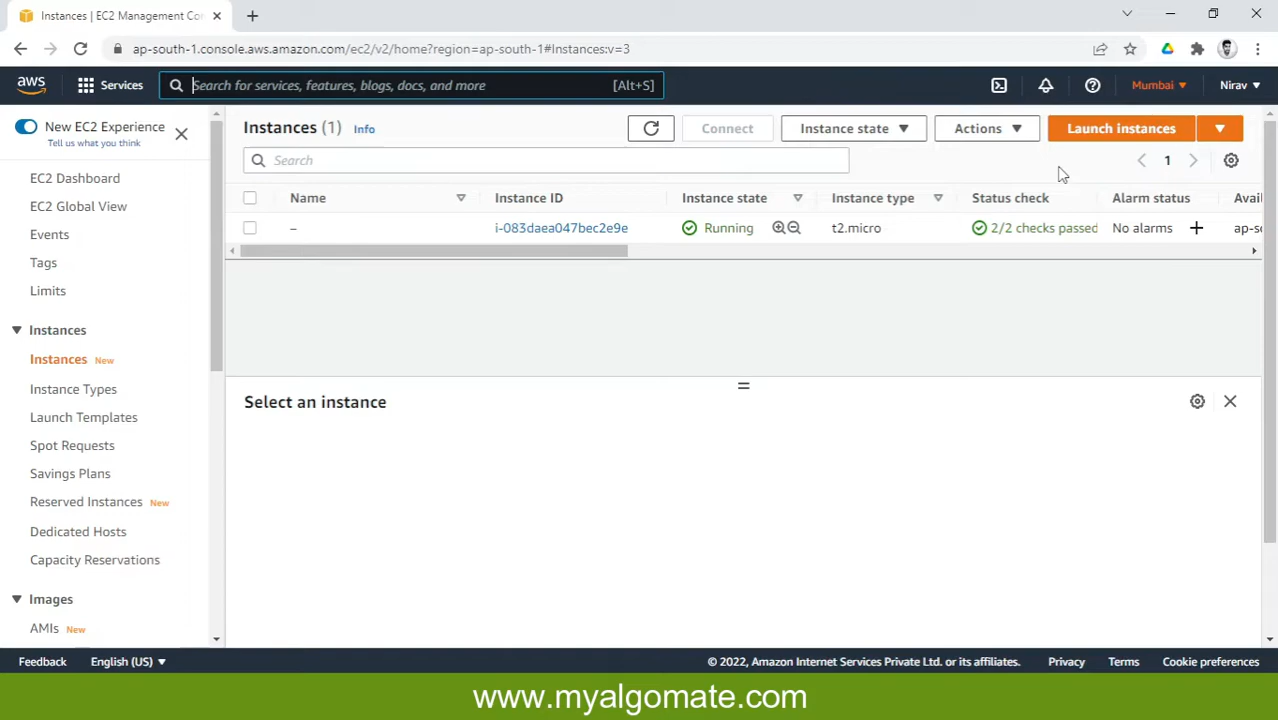 Instances | EC2 Management Con
ap-south-1.console.aws.amazon.com/ec2/v2/home?region=ap-south-1#Instances:v=3
aws
Services
Search for services, features, blogs, docs, and more
[Alt+S]
Mumbai
Nirav
New EC2 Experience
Tell us what you think
EC2 Dashboard
EC2 Global View
Events
Tags
Limits
Instances
Instances New
Instance Types
Launch Templates
Spot Requests
Savings Plans
Reserved Instances New
Dedicated Hosts
Capacity Reservations
Images
AMIs New
Instances (1) Info
Connect
Instance state
Actions
Launch instances
Search
1
Name Instance ID Instance state Instance type Status check Alarm status Avai
– i-083daea047bec2e9e Running t2.micro 2/2 checks passed No alarms + ap-s
Select an instance
Feedback English (US) © 2022, Amazon Internet Services Private Ltd. or its affiliates. Privacy Terms Cookie preferences
www.myalgomate.com